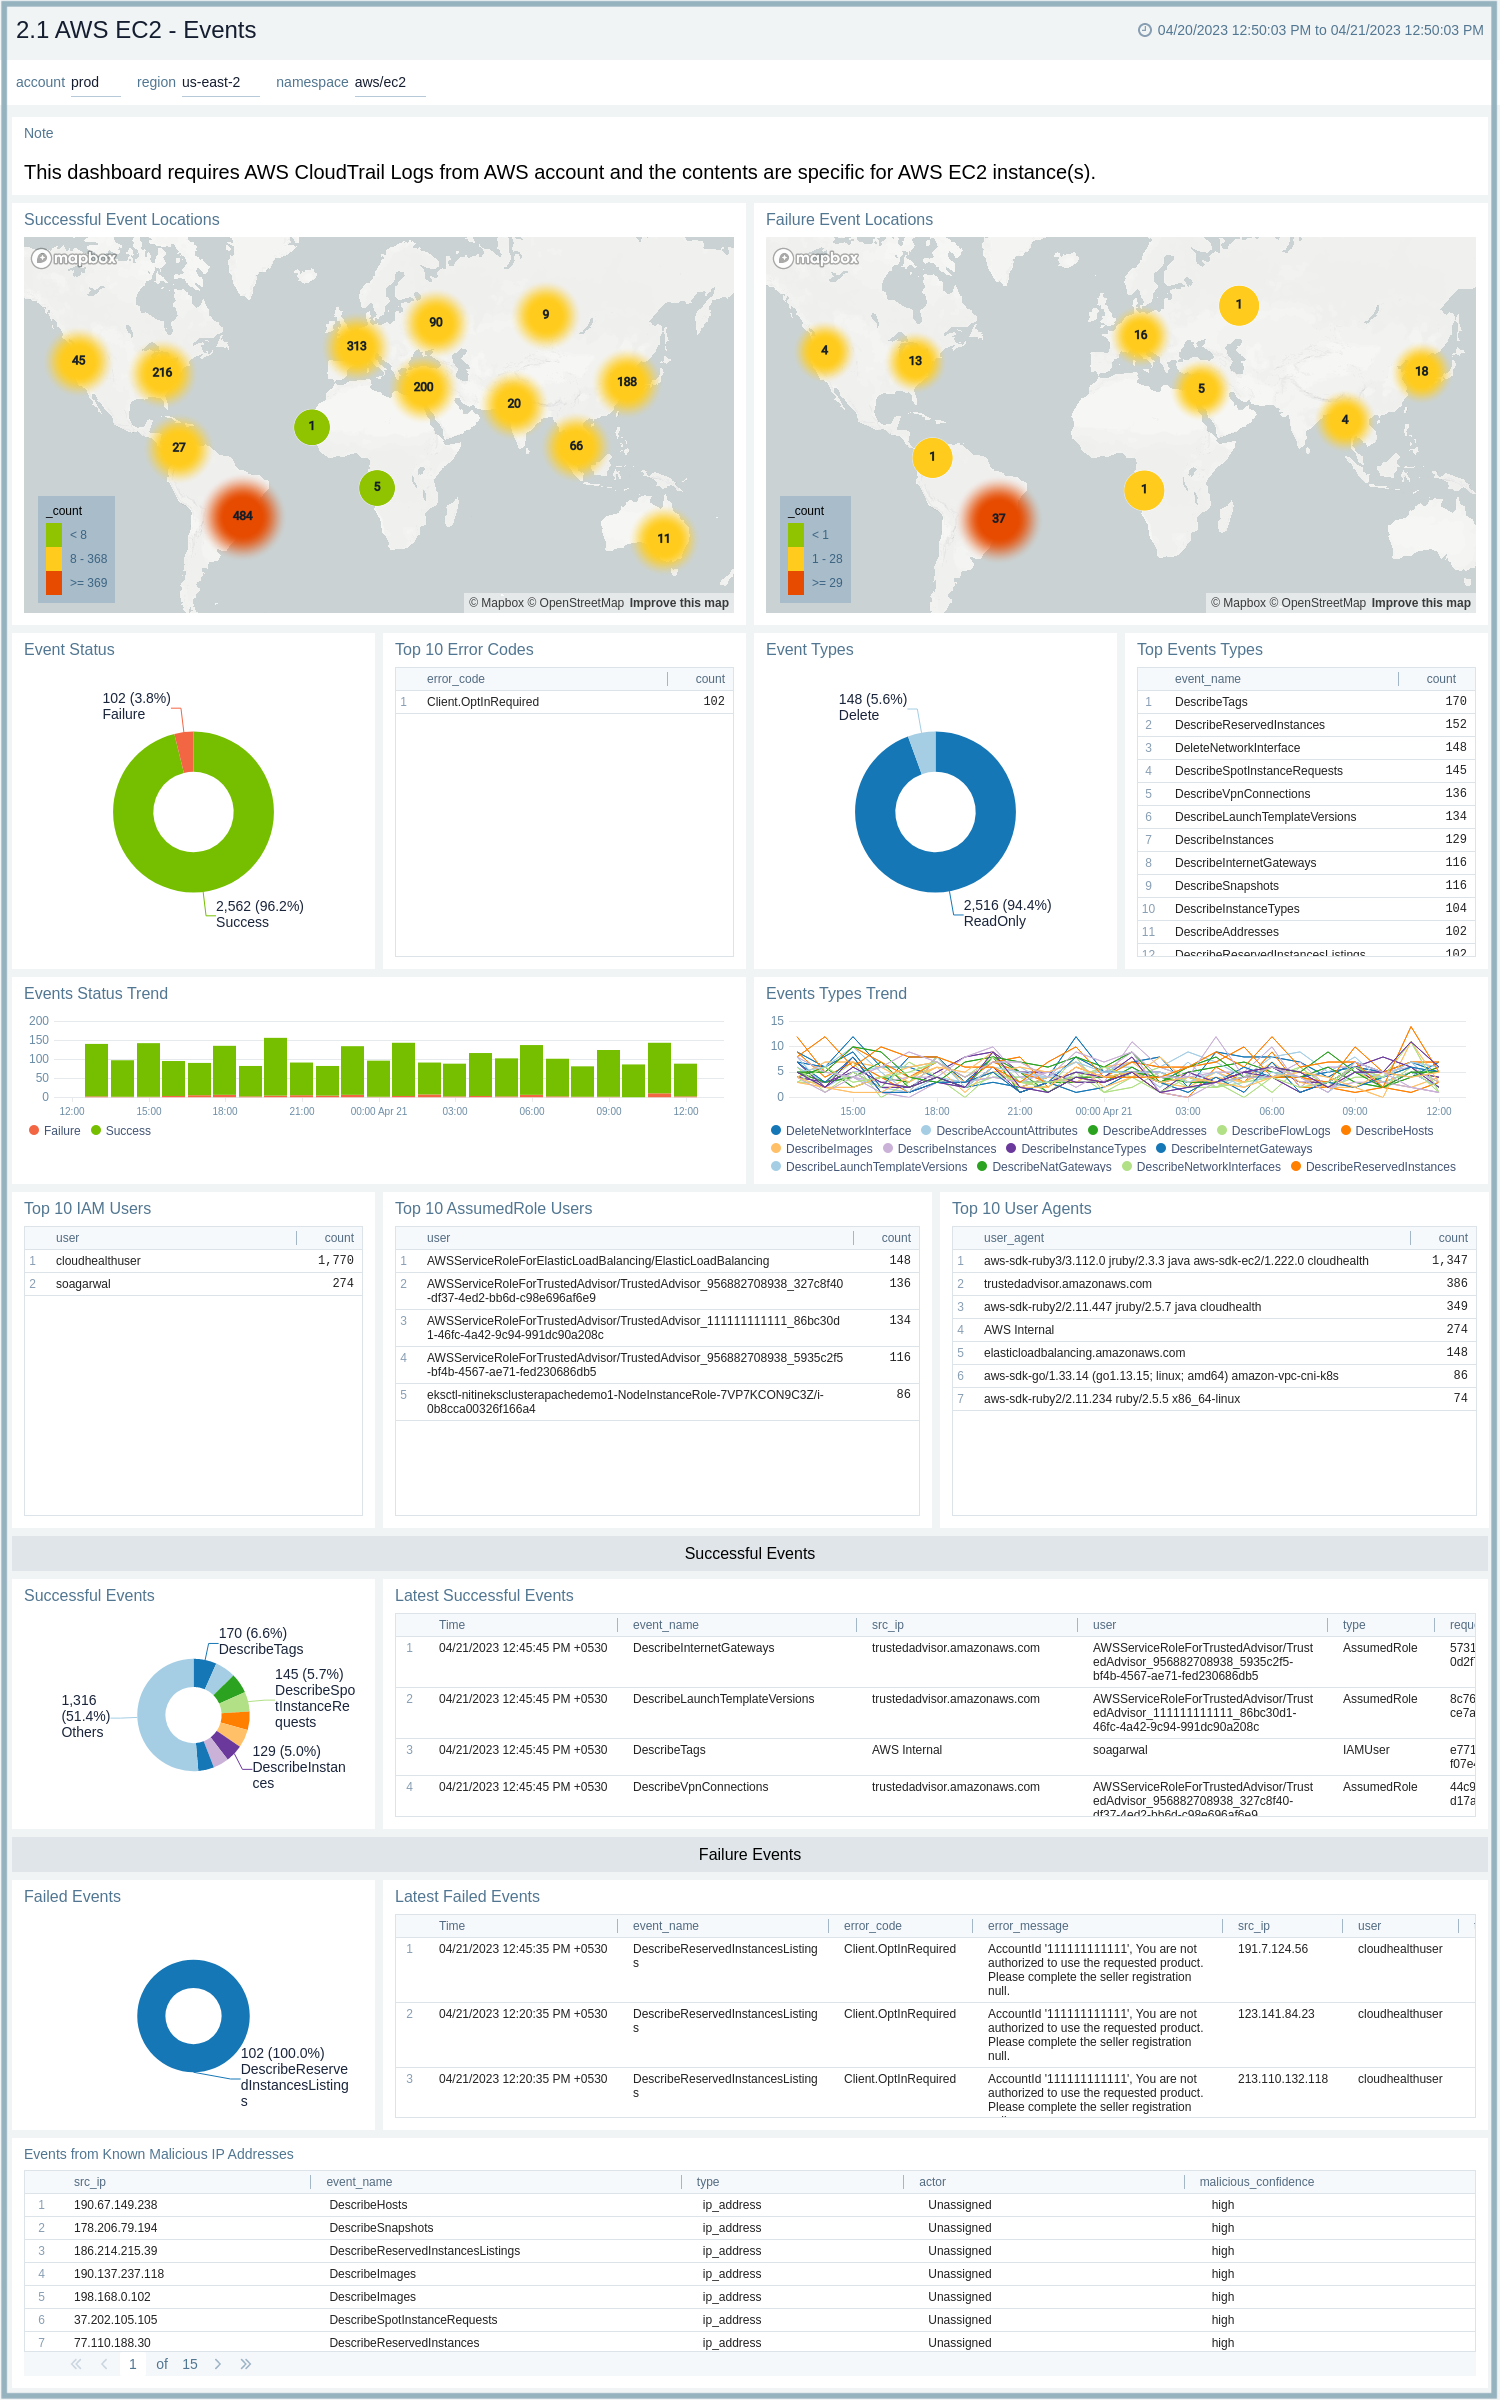 2.1 AWS EC2 - Events
04/20/2023 12:50:03 PM to 04/21/2023 12:50:03 PM
account prod region us-east-2 namespace aws/ec2
Note
This dashboard requires AWS CloudTrail Logs from AWS account and the contents are specific for AWS EC2 instance(s).
Successful Event Locations
mapbox
90
9
313
45
216
200
188
20
1
27
66
5
484
11
_count
< 8
8 - 368
>= 369
© Mapbox © OpenStreetMap Improve this map
Failure Event Locations
mapbox
1
16
4
13
18
5
4
1
1
37
_count
< 1
1 - 28
>= 29
© Mapbox © OpenStreetMap Improve this map
Event Status
102 (3.8%)
Failure
2,562 (96.2%)
Success
Top 10 Error Codes
error_code count
1 Client.OptInRequired 102
Event Types
148 (5.6%)
Delete
2,516 (94.4%)
ReadOnly
Top Events Types
event_name count
1 DescribeTags 170
2 DescribeReservedInstances 152
3 DeleteNetworkInterface 148
4 DescribeSpotInstanceRequests 145
5 DescribeVpnConnections 136
6 DescribeLaunchTemplateVersions 134
7 DescribeInstances 129
8 DescribeInternetGateways 116
9 DescribeSnapshots 116
10 DescribeInstanceTypes 104
11 DescribeAddresses 102
12 DescribeReservedInstancesListings 102
Events Status Trend
200
150
100
50
0
12:00 15:00 18:00 21:00 00:00 Apr 21 03:00 06:00 09:00 12:00
Failure Success
Events Types Trend
15
10
5
0
15:00 18:00 21:00 00:00 Apr 21 03:00 06:00 09:00 12:00
DeleteNetworkInterface DescribeAccountAttributes DescribeAddresses DescribeFlowLogs DescribeHosts
DescribeImages DescribeInstances DescribeInstanceTypes DescribeInternetGateways
DescribeLaunchTemplateVersions DescribeNatGateways DescribeNetworkInterfaces DescribeReservedInstances
Top 10 IAM Users
user count
1 cloudhealthuser 1,770
2 soagarwal 274
Top 10 AssumedRole Users
user count
1 AWSServiceRoleForElasticLoadBalancing/ElasticLoadBalancing 148
2 AWSServiceRoleForTrustedAdvisor/TrustedAdvisor_956882708938_327c8f40 136
-df37-4ed2-bb6d-c98e696af6e9
3 AWSServiceRoleForTrustedAdvisor/TrustedAdvisor_111111111111_86bc30d 134
1-46fc-4a42-9c94-991dc90a208c
4 AWSServiceRoleForTrustedAdvisor/TrustedAdvisor_956882708938_5935c2f5 116
-bf4b-4567-ae71-fed230686db5
5 eksctl-nitineksclusterapachedemo1-NodeInstanceRole-7VP7KCON9C3Z/i- 86
0b8cca00326f166a4
Top 10 User Agents
user_agent count
1 aws-sdk-ruby3/3.112.0 jruby/2.3.3 java aws-sdk-ec2/1.222.0 cloudhealth 1,347
2 trustedadvisor.amazonaws.com 386
3 aws-sdk-ruby2/2.11.447 jruby/2.5.7 java cloudhealth 349
4 AWS Internal 274
5 elasticloadbalancing.amazonaws.com 148
6 aws-sdk-go/1.33.14 (go1.13.15; linux; amd64) amazon-vpc-cni-k8s 86
7 aws-sdk-ruby2/2.11.234 ruby/2.5.5 x86_64-linux 74
Successful Events
Successful Events
170 (6.6%)
DescribeTags
145 (5.7%)
DescribeSpo
tInstanceRe
quests
129 (5.0%)
DescribeInstan
ces
1,316
(51.4%)
Others
Latest Successful Events
Time event_name src_ip user type requ
1 04/21/2023 12:45:45 PM +0530 DescribeInternetGateways trustedadvisor.amazonaws.com AWSServiceRoleForTrustedAdvisor/Trust AssumedRole 5731
edAdvisor_956882708938_5935c2f5- 0d2f
bf4b-4567-ae71-fed230686db5
2 04/21/2023 12:45:45 PM +0530 DescribeLaunchTemplateVersions trustedadvisor.amazonaws.com AWSServiceRoleForTrustedAdvisor/Trust AssumedRole 8c76
edAdvisor_111111111111_86bc30d1- ce7a
46fc-4a42-9c94-991dc90a208c
3 04/21/2023 12:45:45 PM +0530 DescribeTags AWS Internal soagarwal IAMUser e771
f07e4
4 04/21/2023 12:45:45 PM +0530 DescribeVpnConnections trustedadvisor.amazonaws.com AWSServiceRoleForTrustedAdvisor/Trust AssumedRole 44c9
edAdvisor_956882708938_327c8f40- d17a
df37-4ed2-bb6d-c98e696af6e9
Failure Events
Failed Events
102 (100.0%)
DescribeReserve
dInstancesListing
s
Latest Failed Events
Time event_name error_code error_message src_ip user
1 04/21/2023 12:45:35 PM +0530 DescribeReservedInstancesListing Client.OptInRequired AccountId '111111111111', You are not 191.7.124.56 cloudhealthuser
s authorized to use the requested product.
Please complete the seller registration
null.
2 04/21/2023 12:20:35 PM +0530 DescribeReservedInstancesListing Client.OptInRequired AccountId '111111111111', You are not 123.141.84.23 cloudhealthuser
s authorized to use the requested product.
Please complete the seller registration
null.
3 04/21/2023 12:20:35 PM +0530 DescribeReservedInstancesListing Client.OptInRequired AccountId '111111111111', You are not 213.110.132.118 cloudhealthuser
s authorized to use the requested product.
Please complete the seller registration
Events from Known Malicious IP Addresses
src_ip event_name type actor malicious_confidence
1 190.67.149.238 DescribeHosts ip_address Unassigned high
2 178.206.79.194 DescribeSnapshots ip_address Unassigned high
3 186.214.215.39 DescribeReservedInstancesListings ip_address Unassigned high
4 190.137.237.118 DescribeImages ip_address Unassigned high
5 198.168.0.102 DescribeImages ip_address Unassigned high
6 37.202.105.105 DescribeSpotInstanceRequests ip_address Unassigned high
7 77.110.188.30 DescribeReservedInstances ip_address Unassigned high
1 of 15